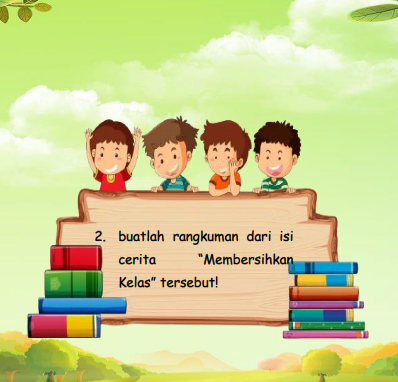 2. buatlah rangkuman dari isi
cerita "Membersihkan
Kelas" tersebut!